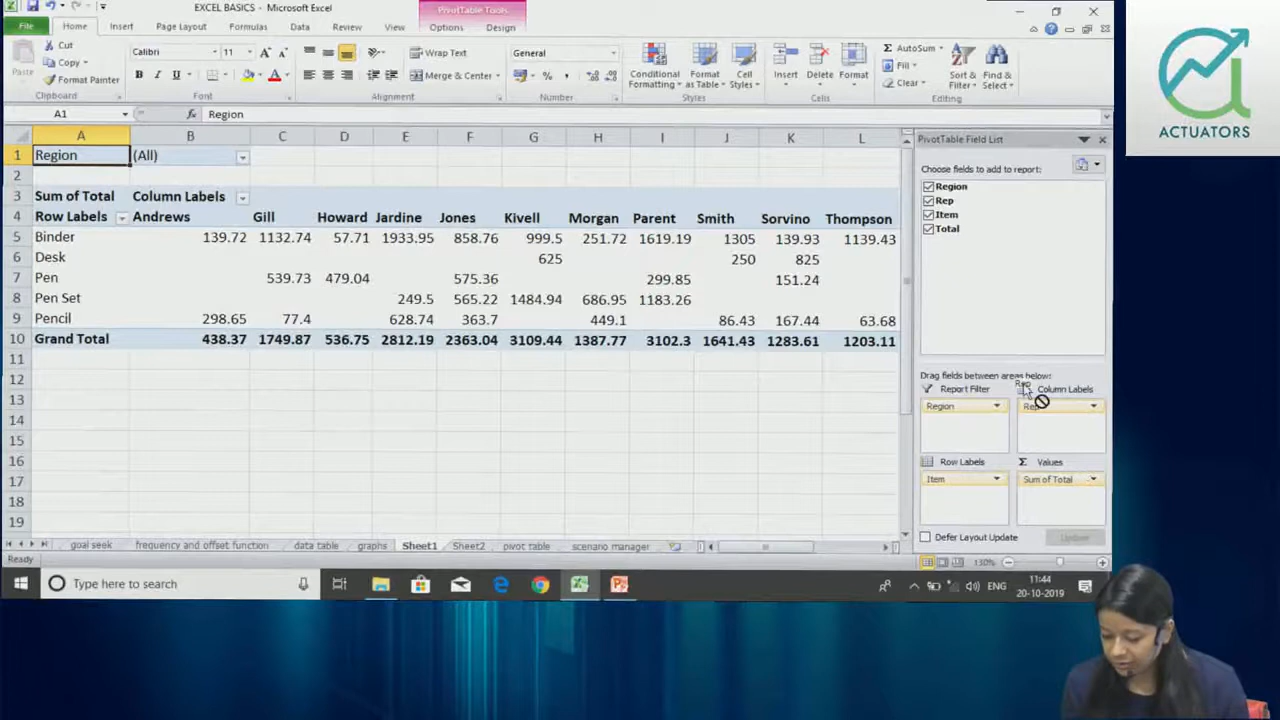 EXCEL BASICS - Microsoft Excel
PivotTable Tools
File Home Insert Page Layout Formulas Data Review View Options Design
Paste
Cut
Copy
Format Painter
Clipboard
Calibri 11
B I U A
Font
Wrap Text
Merge & Center
Alignment
General
%
Number
Conditional Formatting
Format as Table
Cell Styles
Styles
Insert Delete Format
Cells
AutoSum
Fill
Clear
Sort & Filter
Find & Select
Editing
A1 fx Region
A B C D E F G H I J K L
1 Region (All)
2
3 Sum of Total Column Labels
4 Row Labels Andrews Gill Howard Jardine Jones Kivell Morgan Parent Smith Sorvino Thompson
5 Binder 139.72 1132.74 57.71 1933.95 858.76 999.5 251.72 1619.19 1305 139.93 1139.43
6 Desk 625 250 825
7 Pen 539.73 479.04 575.36 299.85 151.24
8 Pen Set 249.5 565.22 1484.94 686.95 1183.26
9 Pencil 298.65 77.4 628.74 363.7 449.1 86.43 167.44 63.68
10 Grand Total 438.37 1749.87 536.75 2812.19 2363.04 3109.44 1387.77 3102.3 1641.43 1283.61 1203.11
11
12
13
14
15
16
17
18
19
PivotTable Field List
Choose fields to add to report:
Region
Rep
Item
Total
Drag fields between areas below:
Rep
Report Filter Column Labels
Region Rep
Row Labels Σ Values
Item Sum of Total
Defer Layout Update Update
goal seek frequency and offset function data table graphs Sheet1 Sheet2 pivot table scenario manager
Ready 130%
Type here to search
ENG
11:44
20-10-2019
ACTUATORS